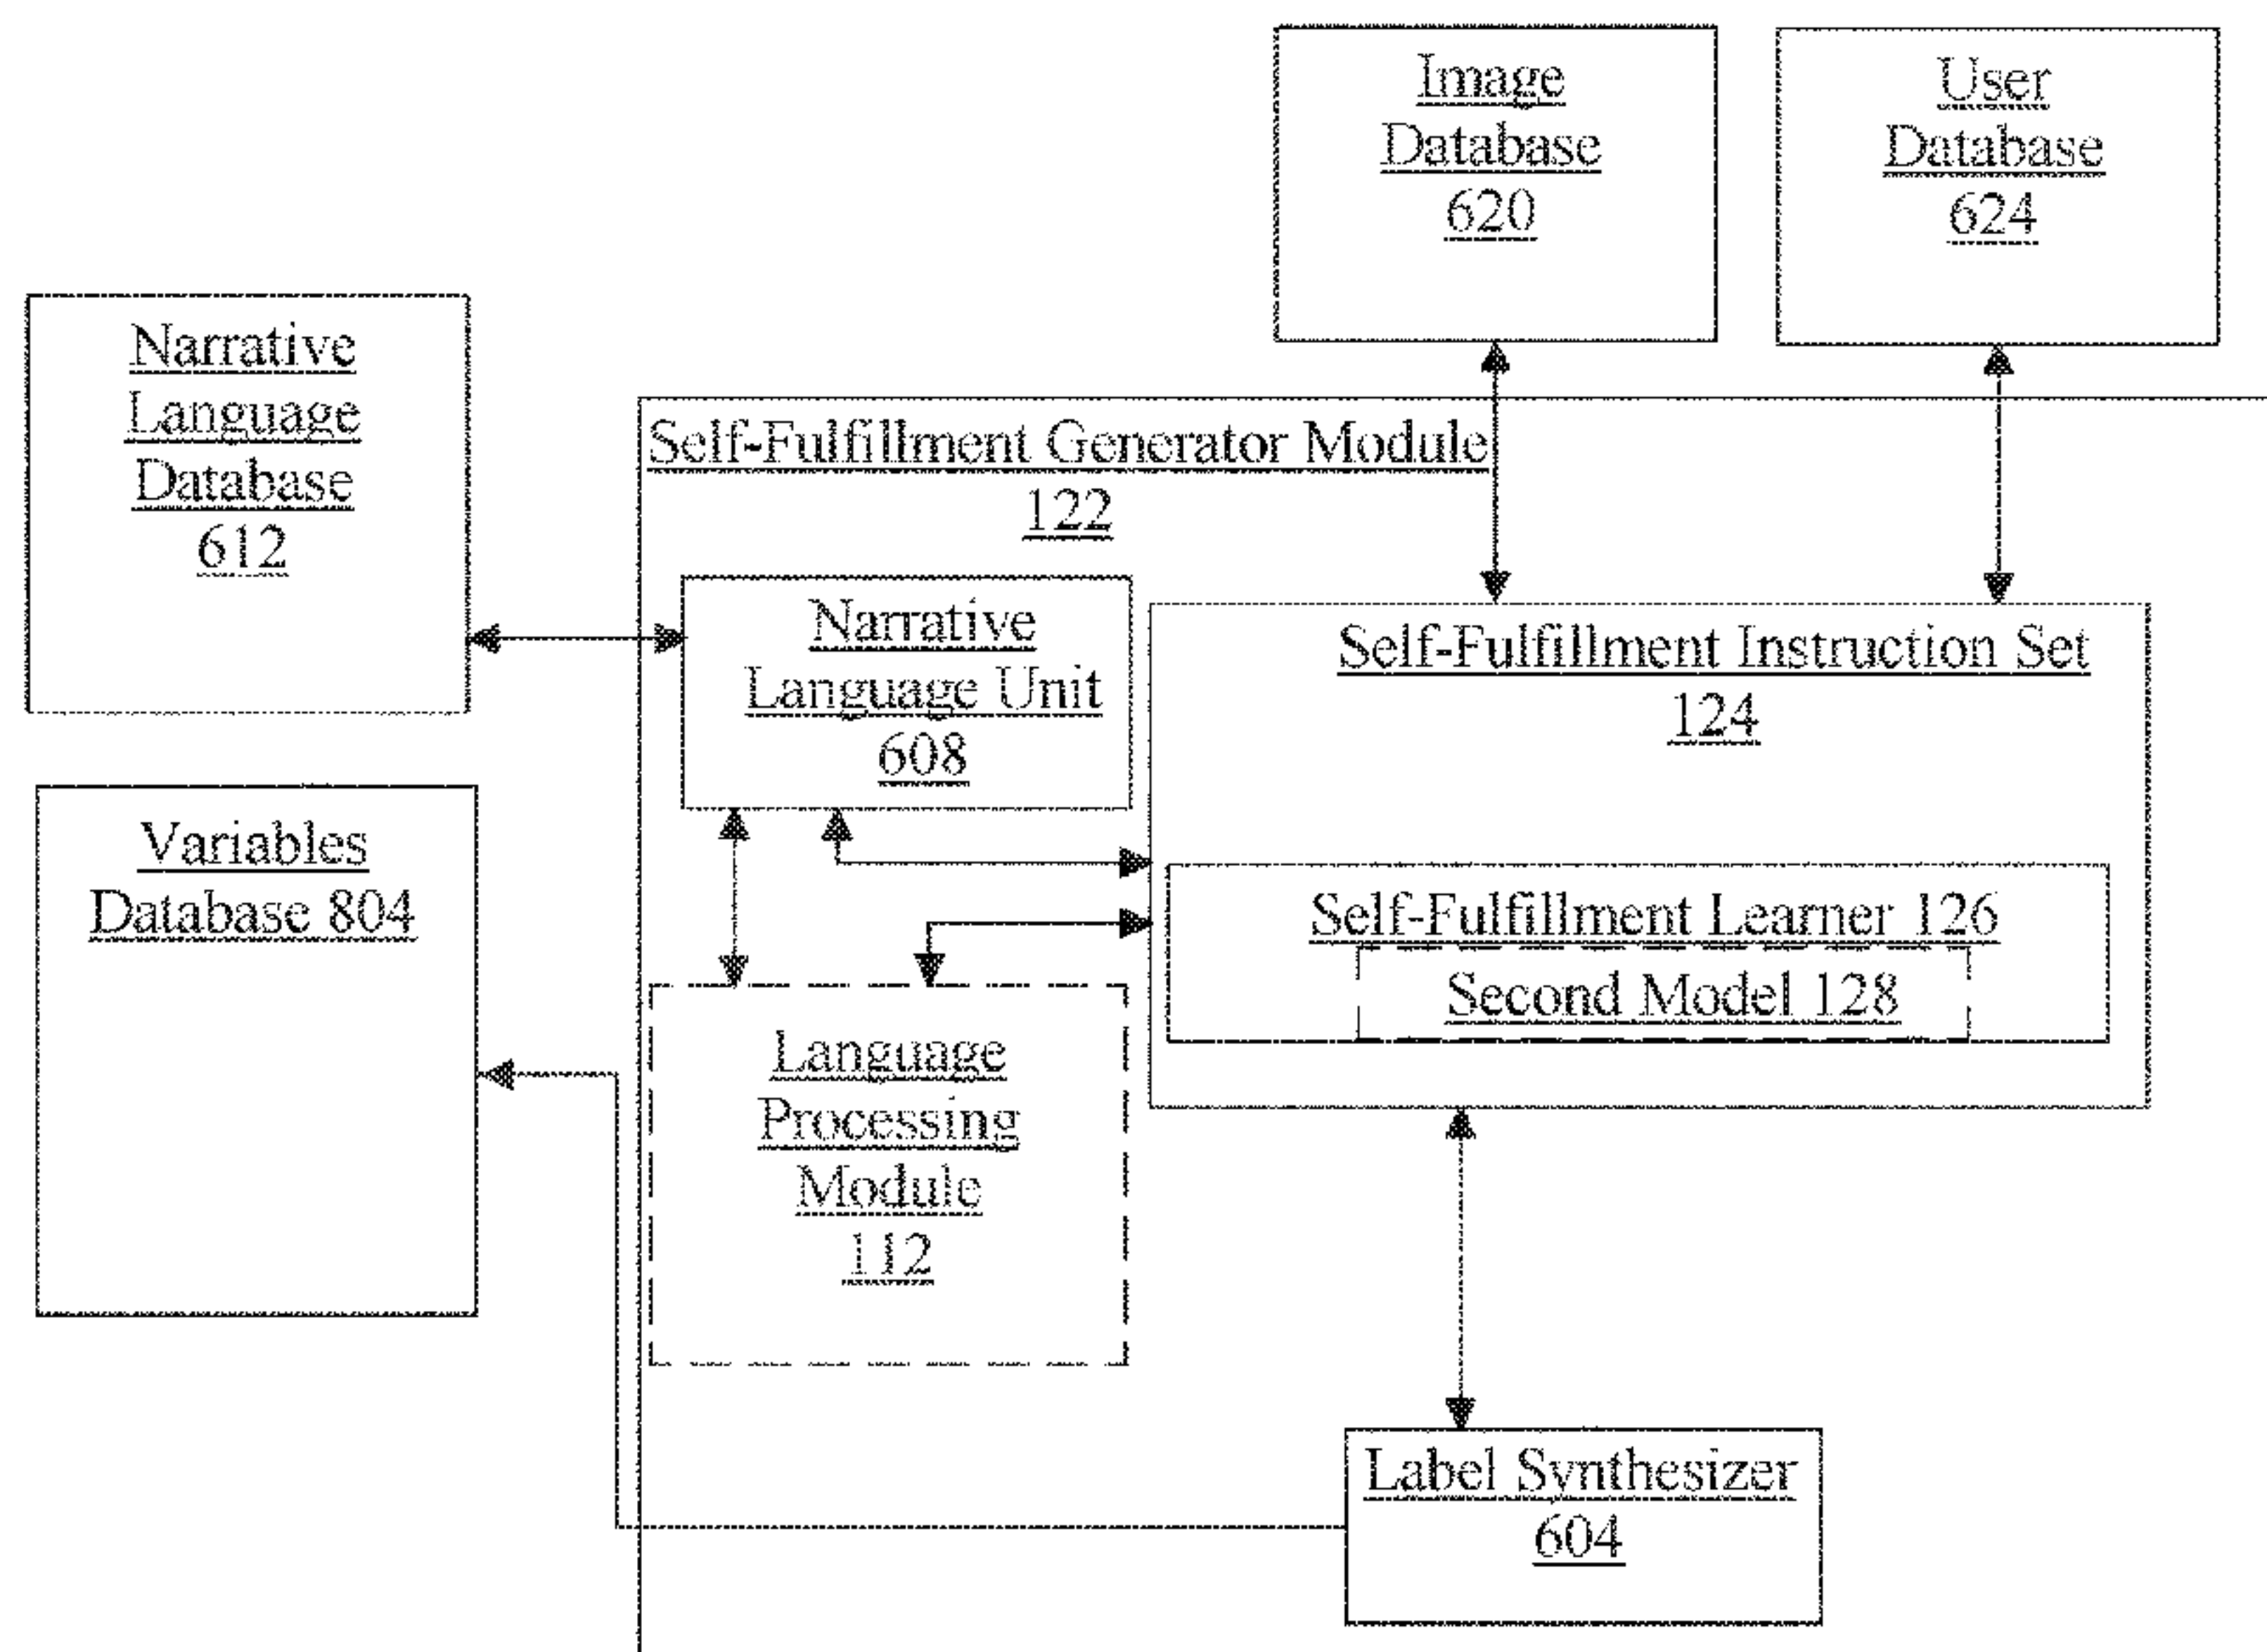 Image
Database
620
User
Database
624
Narrative
Language
Database
612
Self-Fulfillment Generator Module
122
Narrative
Language Unit
608
Self-Fulfillment Instruction Set
124
Variables
Database 804
Self-Fulfillment Learner 126
Second Model 128
Language
Processing
Module
112
Label Synthesizer
604